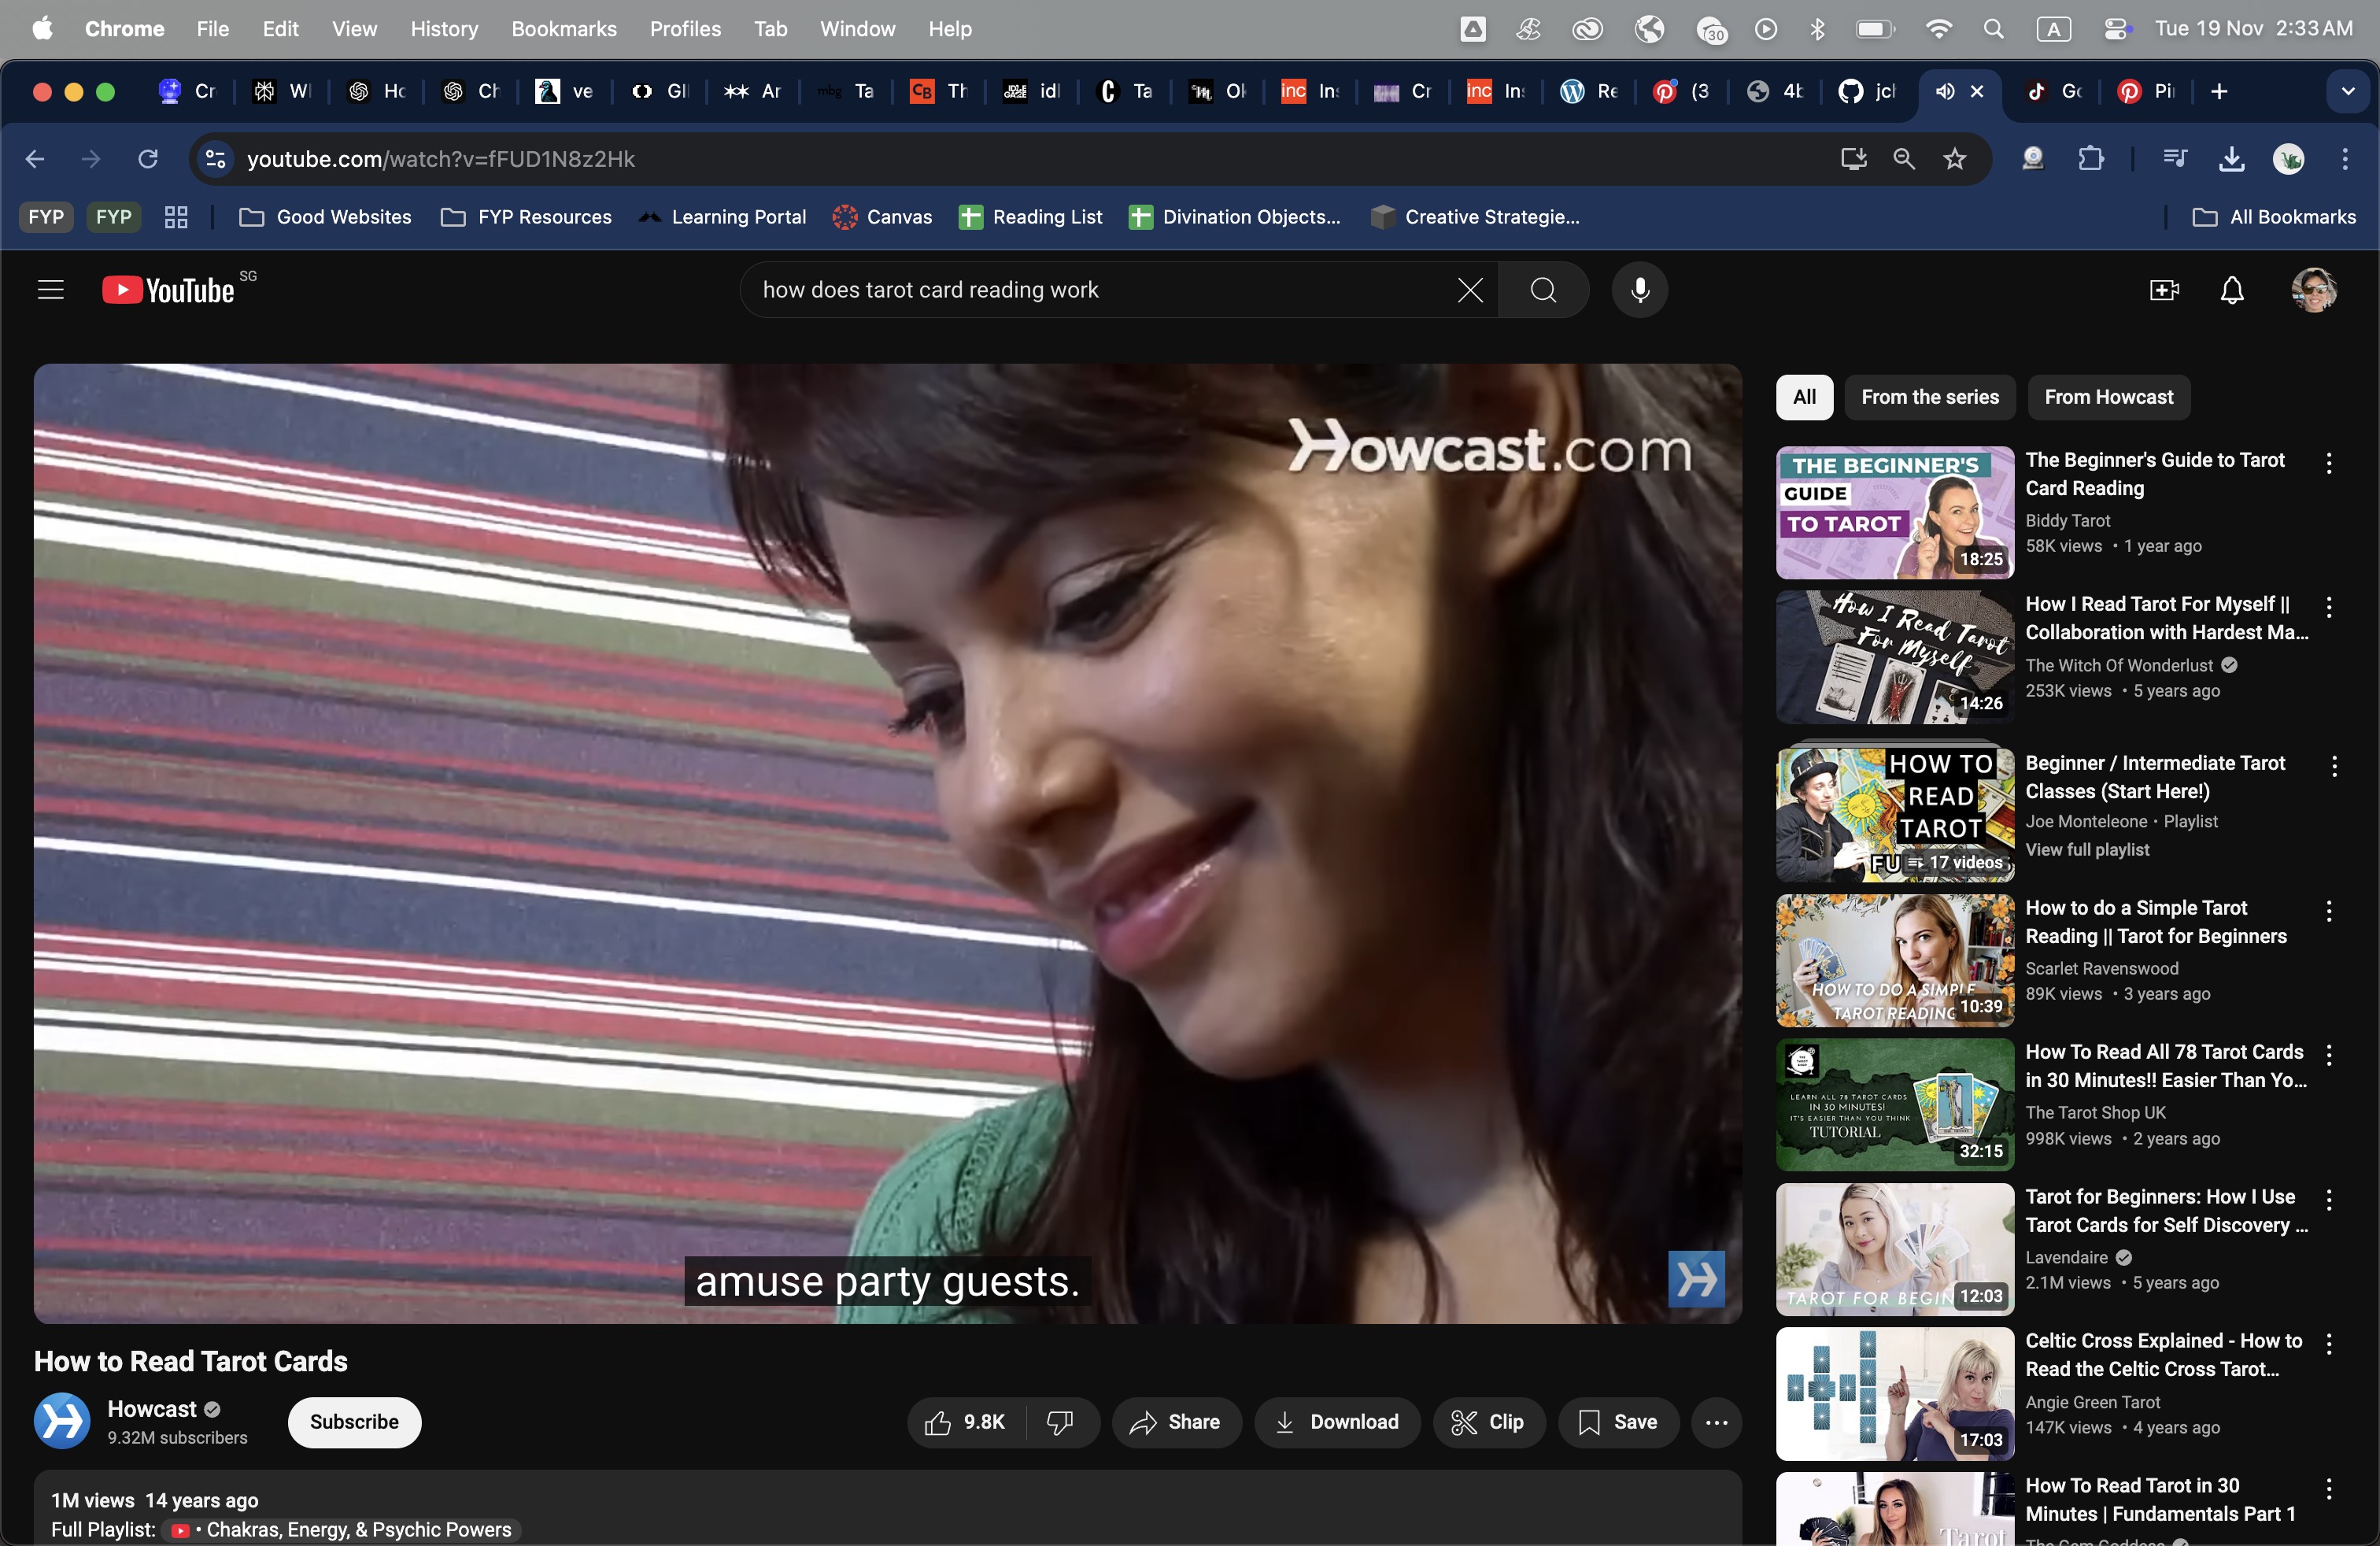 Chrome File Edit View History Bookmarks Profiles Tab Window Help 30 A Tue 19 Nov 2:33 AM
Cr Wl Ho Ch ve Gl Ar mbg Ta CB Th idl Ta Ok inc In Cr inc In Re (3 4b jcl Go Pi
youtube.com/watch?v=fFUD1N8z2Hk
FYP FYP Good Websites FYP Resources Learning Portal Canvas Reading List Divination Objects... Creative Strategie... All Bookmarks
YouTube SG
how does tarot card reading work
Howcast.com
amuse party guests.
How to Read Tarot Cards
Howcast
9.32M subscribers
Subscribe
9.8K Share Download Clip Save
1M views 14 years ago
Full Playlist: • Chakras, Energy, & Psychic Powers
All From the series From Howcast
THE BEGINNER'S
GUIDE
TO TAROT
18:25
The Beginner's Guide to Tarot
Card Reading
Biddy Tarot
58K views • 1 year ago
How I Read Tarot
For Myself
14:26
How I Read Tarot For Myself ||
Collaboration with Hardest Ma...
The Witch Of Wonderlust
253K views • 5 years ago
HOW TO
READ
TAROT
FU 17 videos
Beginner / Intermediate Tarot
Classes (Start Here!)
Joe Monteleone • Playlist
View full playlist
HOW TO DO A SIMPLE
TAROT READING
10:39
How to do a Simple Tarot
Reading || Tarot for Beginners
Scarlet Ravenswood
89K views • 3 years ago
LEARN ALL 78 TAROT CARDS
IN 30 MINUTES!
IT'S EASIER THAN YOU THINK
TUTORIAL
32:15
How To Read All 78 Tarot Cards
in 30 Minutes!! Easier Than Yo...
The Tarot Shop UK
998K views • 2 years ago
TAROT FOR BEGIN
12:03
Tarot for Beginners: How I Use
Tarot Cards for Self Discovery ...
Lavendaire
2.1M views • 5 years ago
17:03
Celtic Cross Explained - How to
Read the Celtic Cross Tarot...
Angie Green Tarot
147K views • 4 years ago
Tarot
How To Read Tarot in 30
Minutes | Fundamentals Part 1
The Gem Goddess